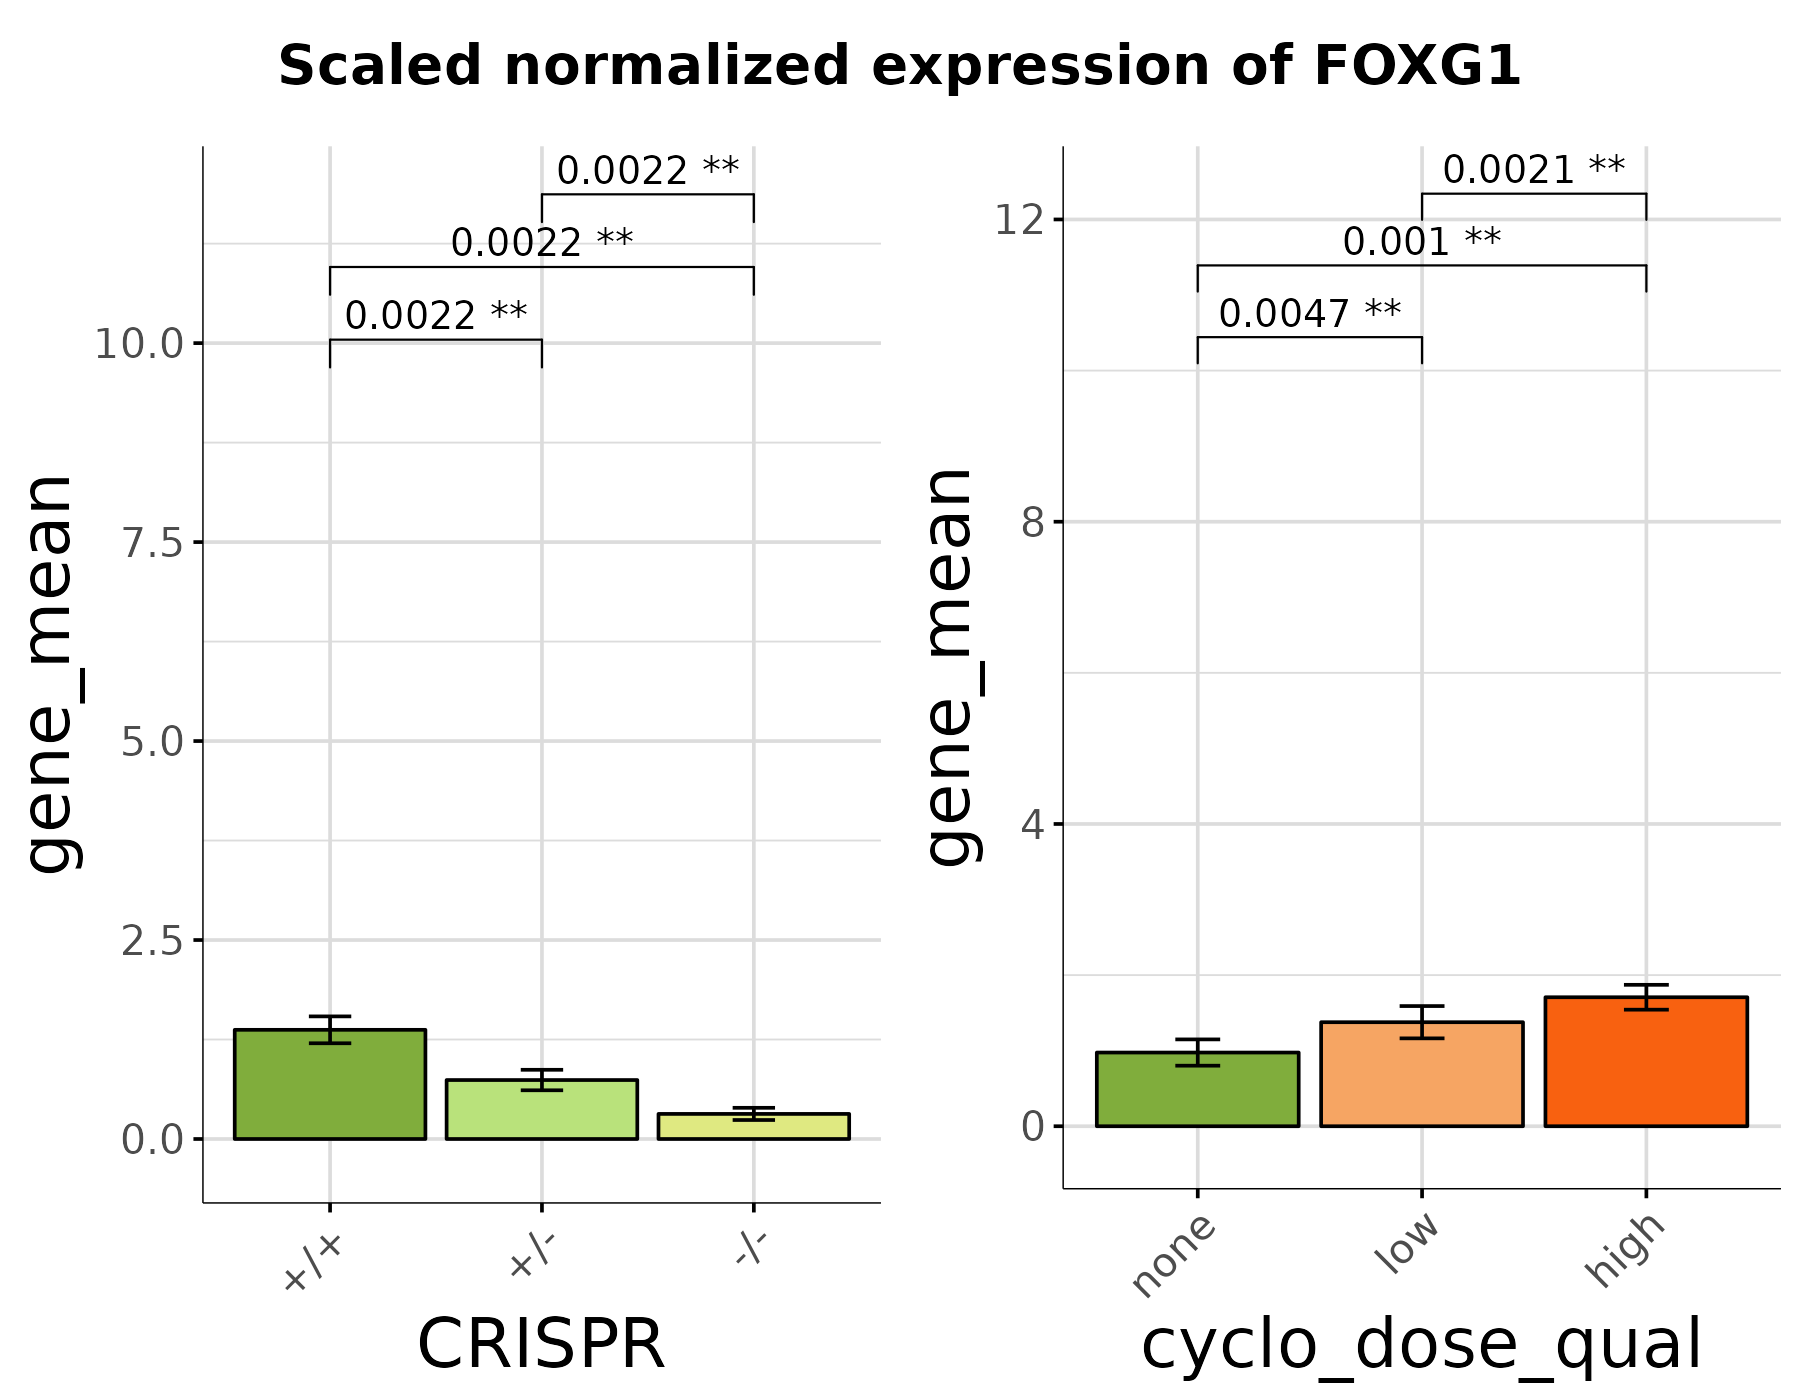 Scaled normalized expression of FOXG1
gene_mean
10.0
7.5
5.0
2.5
0.0
0.0022 **
0.0022 **
0.0022 **
+/+
+/-
-/-
CRISPR
gene_mean
12
8
4
0
0.0021 **
0.001 **
0.0047 **
none
low
high
cyclo_dose_qual